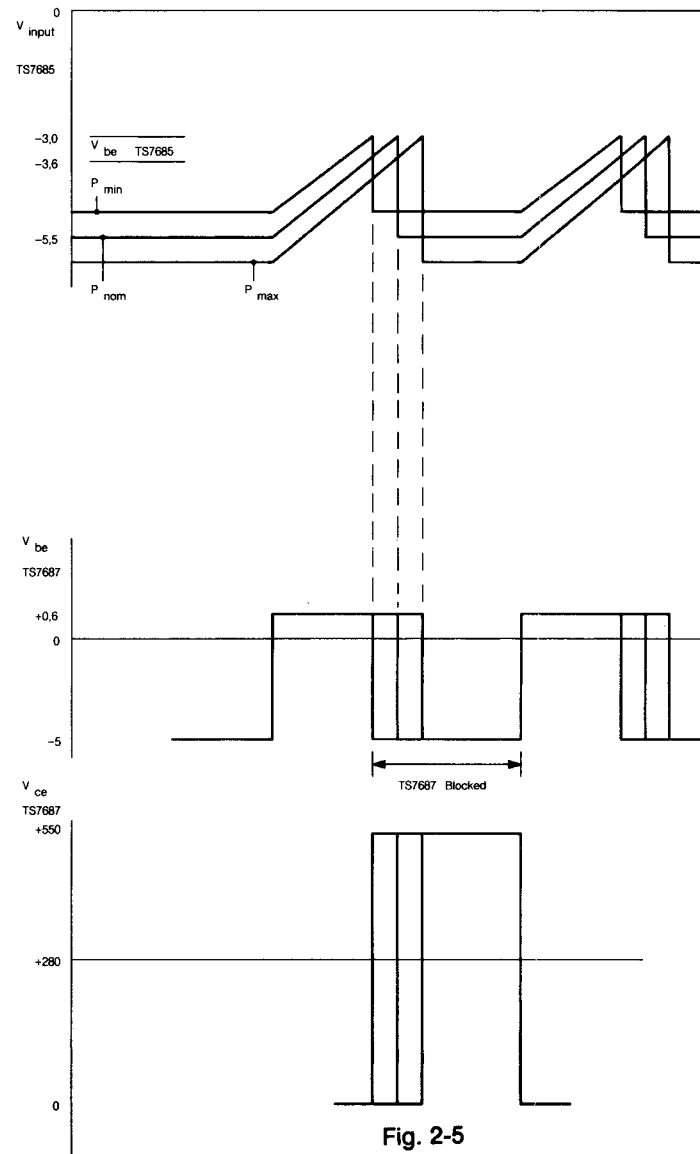 0
V input
TS7685
-3,0
V be TS7685
-3,6
P min
-5,5
P nom
P max
V be
TS7687
+0,6
0
-5
TS7687 Blocked
V ce
TS7687
+550
+280
0
Fig. 2-5